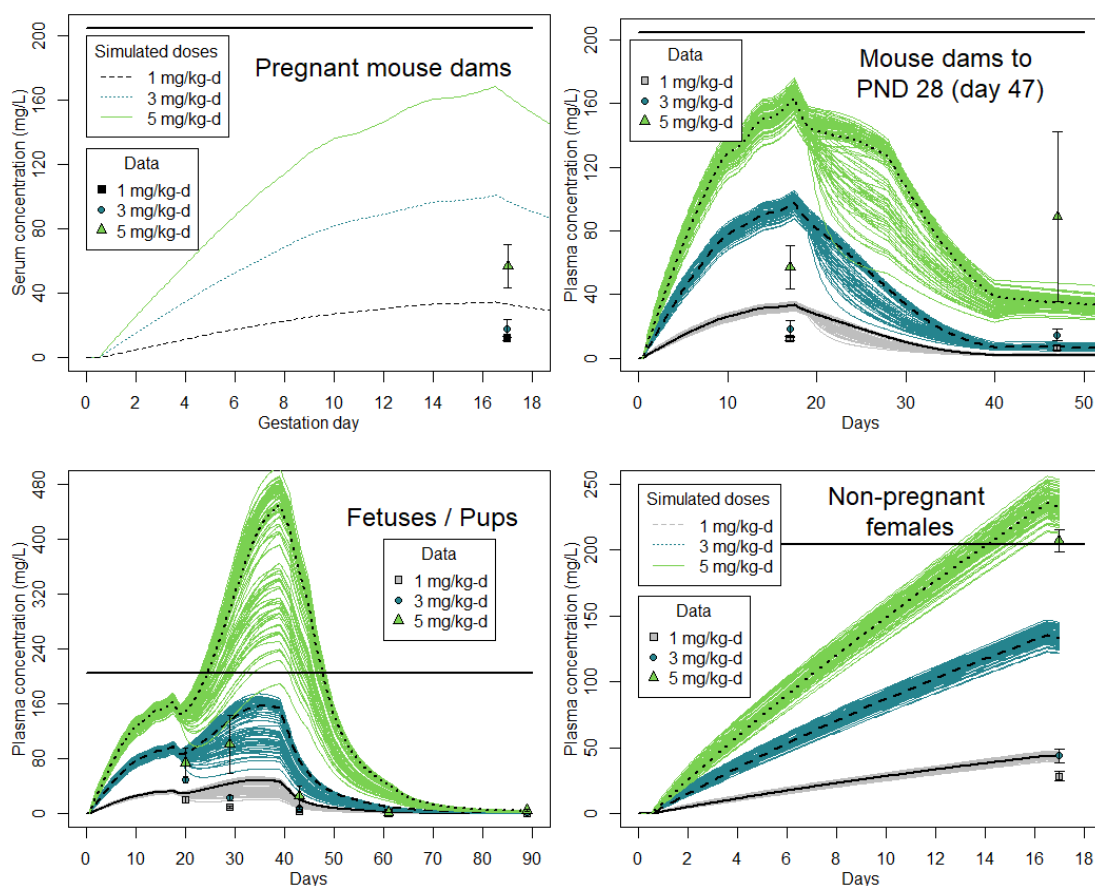 Serum concentration (mg/L)
200
160
120
80
40
0
Simulated doses
1 mg/kg-d
3 mg/kg-d
5 mg/kg-d
Data
1 mg/kg-d
3 mg/kg-d
5 mg/kg-d
Pregnant mouse dams
0 2 4 6 8 10 12 14 16 18
Gestation day
Plasma concentration (mg/L)
200
160
120
80
40
0
Data
1 mg/kg-d
3 mg/kg-d
5 mg/kg-d
Mouse dams to
PND 28 (day 47)
0 10 20 30 40 50
Days
Plasma concentration (mg/L)
480
400
320
240
160
80
0
Fetuses / Pups
Data
1 mg/kg-d
3 mg/kg-d
5 mg/kg-d
0 10 20 30 40 50 60 70 80 90
Days
Plasma concentration (mg/L)
250
200
150
100
50
0
Simulated doses
1 mg/kg-d
3 mg/kg-d
5 mg/kg-d
Data
1 mg/kg-d
3 mg/kg-d
5 mg/kg-d
Non-pregnant
females
0 2 4 6 8 10 12 14 16 18
Days